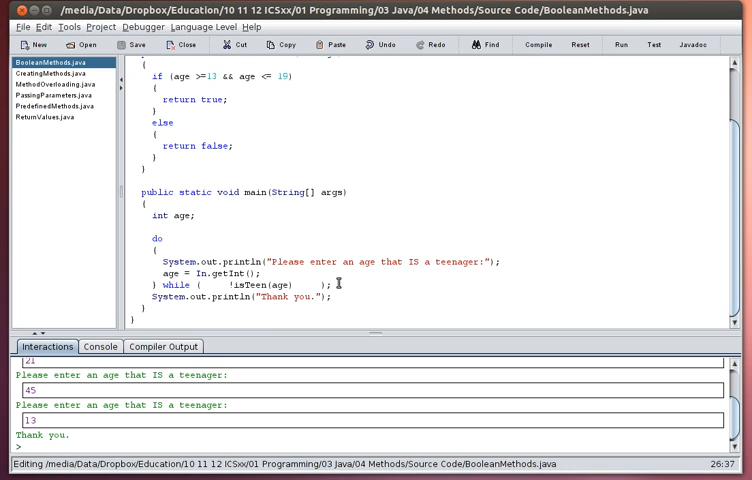 /media/Data/Dropbox/Education/10 11 12 ICSxx/01 Programming/03 Java/04 Methods/Source Code/BooleanMethods.java
File Edit Tools Project Debugger Language Level Help
New Open Save Close Cut Copy Paste Undo Redo Find Compile Reset Run Test Javadoc
BooleanMethods.java
CreatingMethods.java
MethodOverloading.java
PassingParameters.java
PredefinedMethods.java
ReturnValues.java
{
if (age >=13 && age <= 19)
{
return true;
}
else
{
return false;
}
}
public static void main(String[] args)
{
int age;
do
{
System.out.println("Please enter an age that IS a teenager:");
age = In.getInt();
} while ( !isTeen(age) );
System.out.println("Thank you.");
}
}
Interactions Console Compiler Output
21
Please enter an age that IS a teenager:
45
Please enter an age that IS a teenager:
13
Thank you.
>
Editing /media/Data/Dropbox/Education/10 11 12 ICSxx/01 Programming/03 Java/04 Methods/Source Code/BooleanMethods.java 26:37